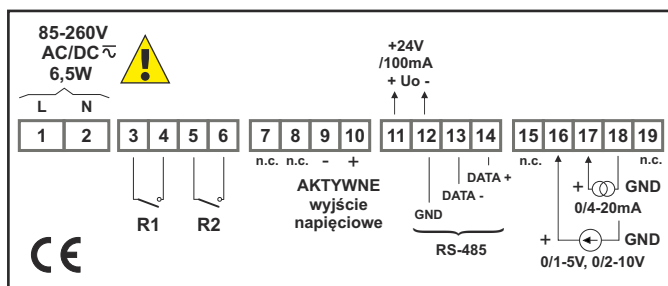 85-260V
AC/DC
6,5W
L N
+24V
/100mA
+ Uo -
1 2 3 4 5 6 7 8 9 10 11 12 13 14 15 16 17 18 19
n.c. n.c. - +
n.c. n.c.
R1 R2
AKTYWNE
wyjście
napięciowe
GND
DATA -
DATA +
RS-485
+ GND
0/4-20mA
+ GND
0/1-5V, 0/2-10V
CE